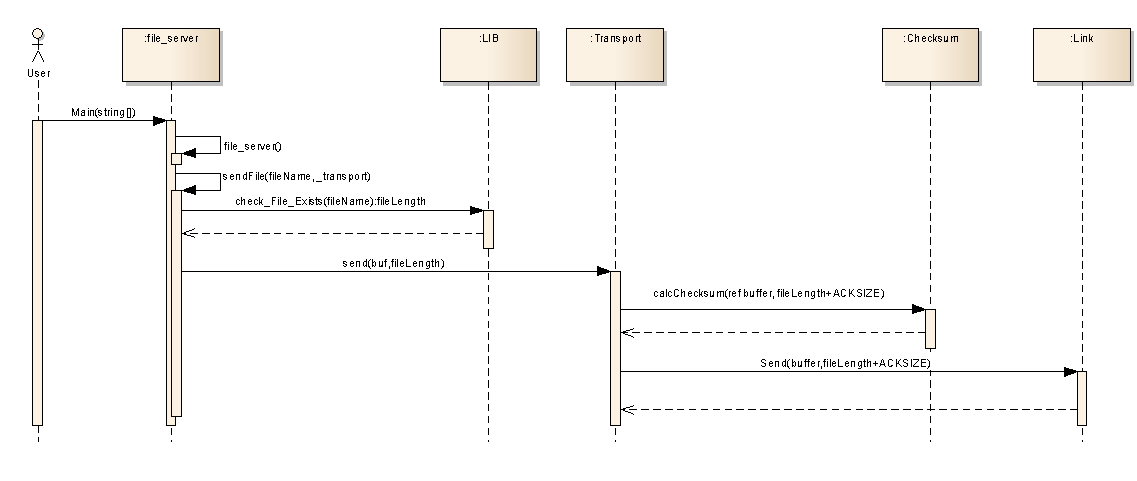 :file_server
:LIB
:Transport
:Checksum
:Link
User
Main(string[])
file_server()
sendFile(fileName,_transport)
check_File_Exists(fileName):fileLength
send(buf,fileLength)
calcChecksum(ref buffer,fileLength+ACKSIZE)
Send(buffer,fileLength+ACKSIZE)